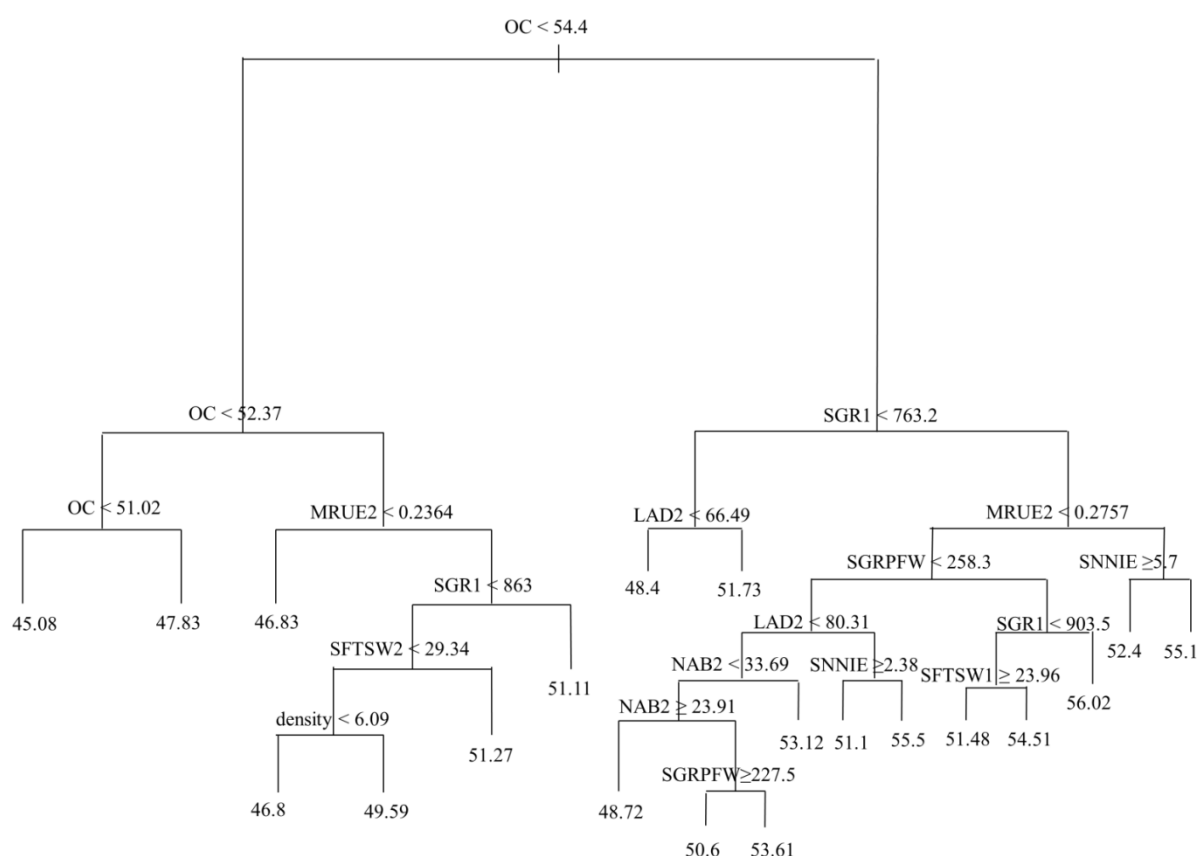 OC < 54.4
OC < 52.37
SGR1 < 763.2
OC < 51.02
MRUE2 < 0.2364
LAD2 < 66.49
MRUE2 < 0.2757
SGR1 < 863
SGRPFW < 258.3
SNNIE ≥5.7
48.4
51.73
45.08
47.83
46.83
LAD2 < 80.31
SGR1 < 903.5
SFTSW2 < 29.34
52.4
55.1
NAB2 < 33.69
SNNIE ≥2.38
SFTSW1 ≥ 23.96
51.11
56.02
density < 6.09
NAB2 ≥ 23.91
51.27
53.12
51.1
55.5
51.48
54.51
SGRPFW≥227.5
46.8
49.59
48.72
50.6
53.61